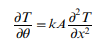 ∂T/∂θ = kA ∂²T/∂x²